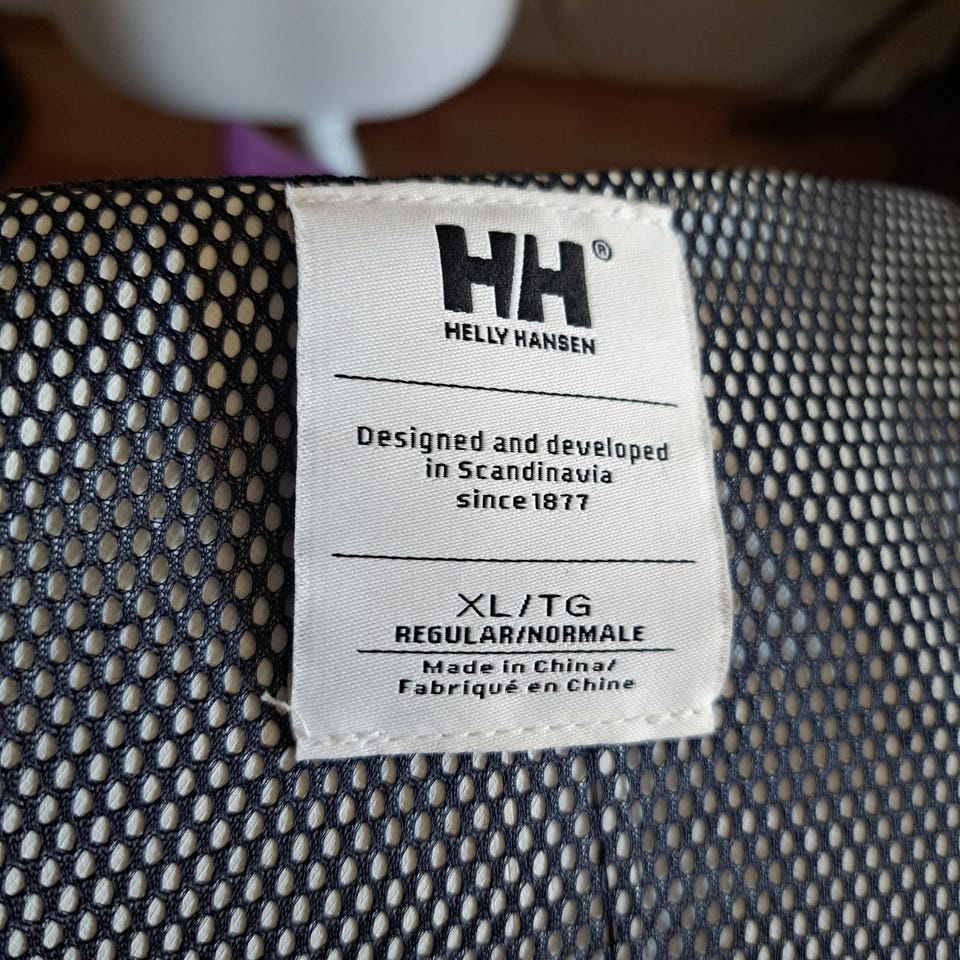 HH®
HELLY HANSEN
Designed and developed
in Scandinavia
since 1877
XL/TG
REGULAR/NORMALE
Made in China/
Fabriqué en Chine